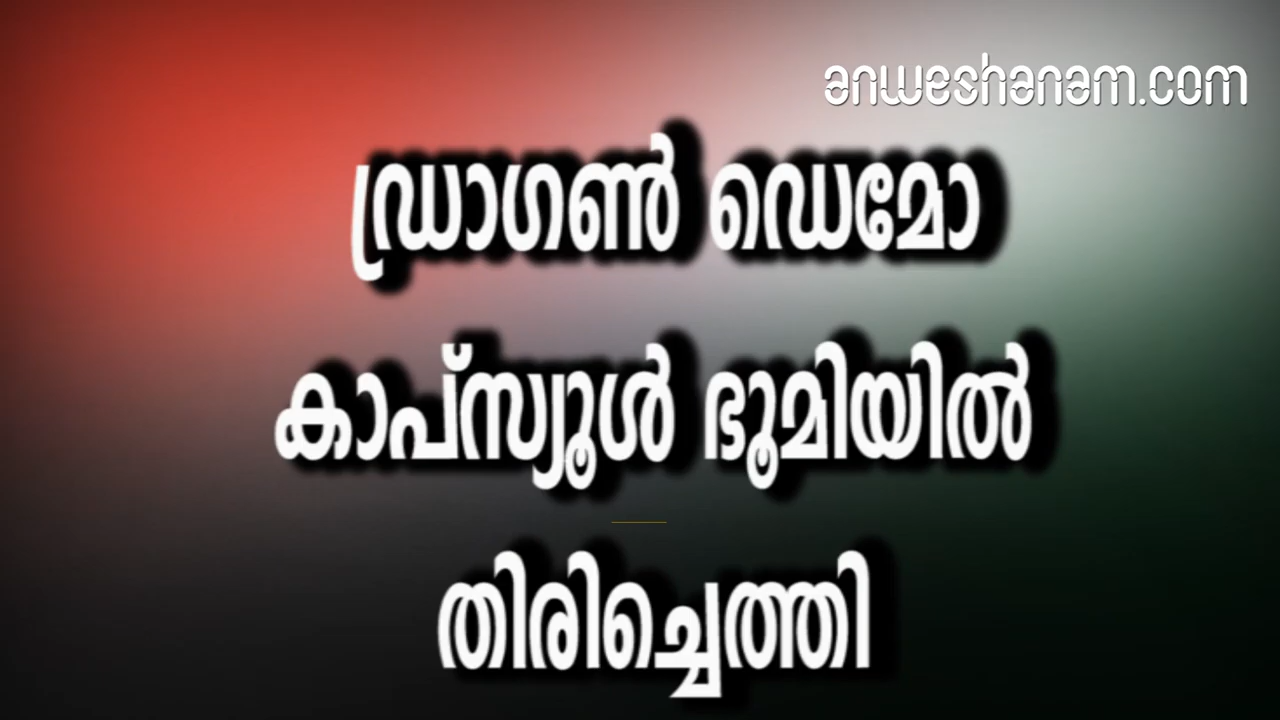 anweshanam.com
ഡ്രാഗൺ ഡെമോ
കാപ്സ്യൂൾ ഭൂമിയിൽ
തിരിച്ചെത്തി